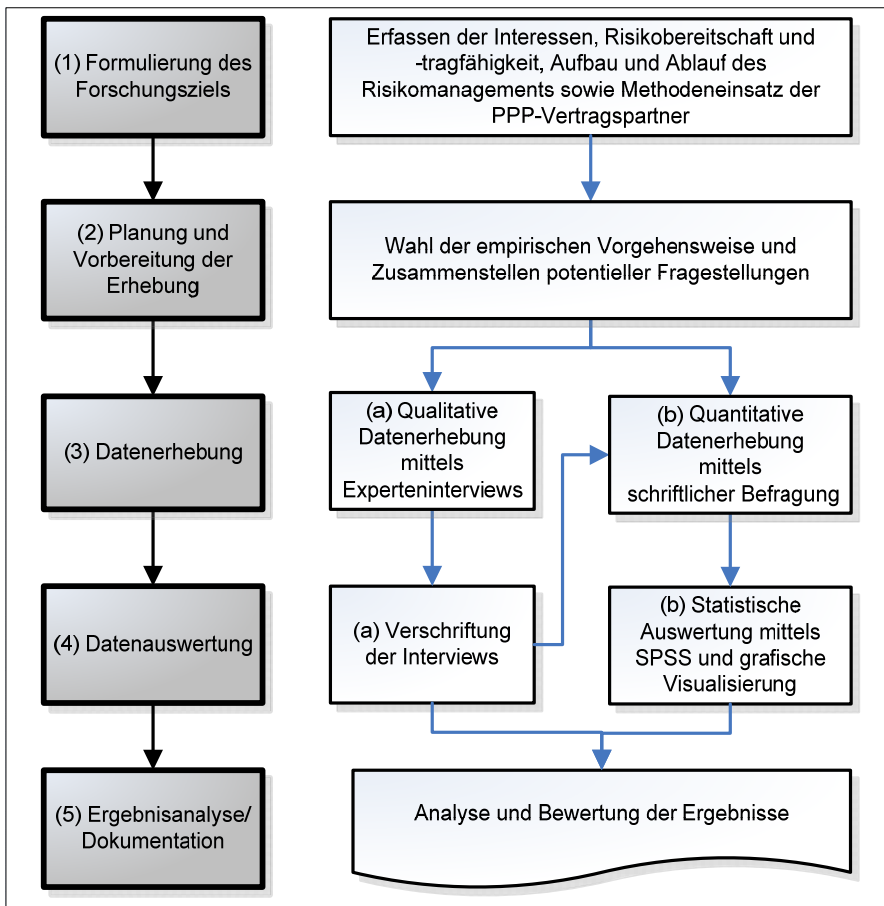 (1) Formulierung des
Forschungsziels
Erfassen der Interessen, Risikobereitschaft und
-tragfähigkeit, Aufbau und Ablauf des
Risikomanagements sowie Methodeneinsatz der
PPP-Vertragspartner
(2) Planung und
Vorbereitung der
Erhebung
Wahl der empirischen Vorgehensweise und
Zusammenstellen potentieller Fragestellungen
(3) Datenerhebung
(a) Qualitative
Datenerhebung
mittels
Experteninterviews
(b) Quantitative
Datenerhebung
mittels
schriftlicher Befragung
(4) Datenauswertung
(a) Verschriftung
der Interviews
(b) Statistische
Auswertung mittels
SPSS und grafische
Visualisierung
(5) Ergebnisanalyse/
Dokumentation
Analyse und Bewertung der Ergebnisse